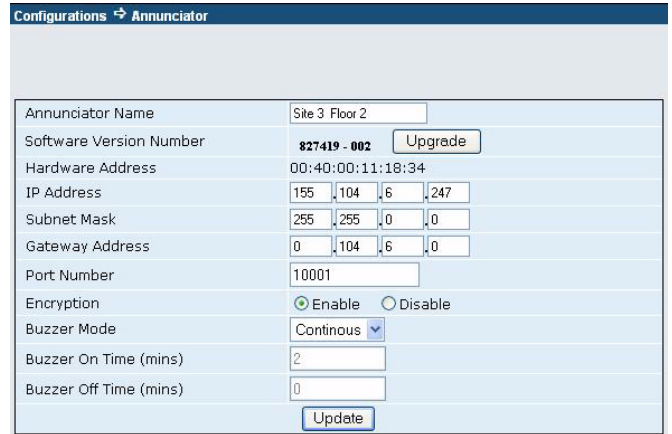 Configurations ➩ Annunciator
Annunciator Name Site 3 Floor 2
Software Version Number 827419 - 002 Upgrade
Hardware Address 00:40:00:11:18:34
IP Address 155 . 104 . 6 . 247
Subnet Mask 255 . 255 . 0 . 0
Gateway Address 0 . 104 . 6 . 0
Port Number 10001
Encryption Enable Disable
Buzzer Mode Continous
Buzzer On Time (mins) 2
Buzzer Off Time (mins) 0
Update